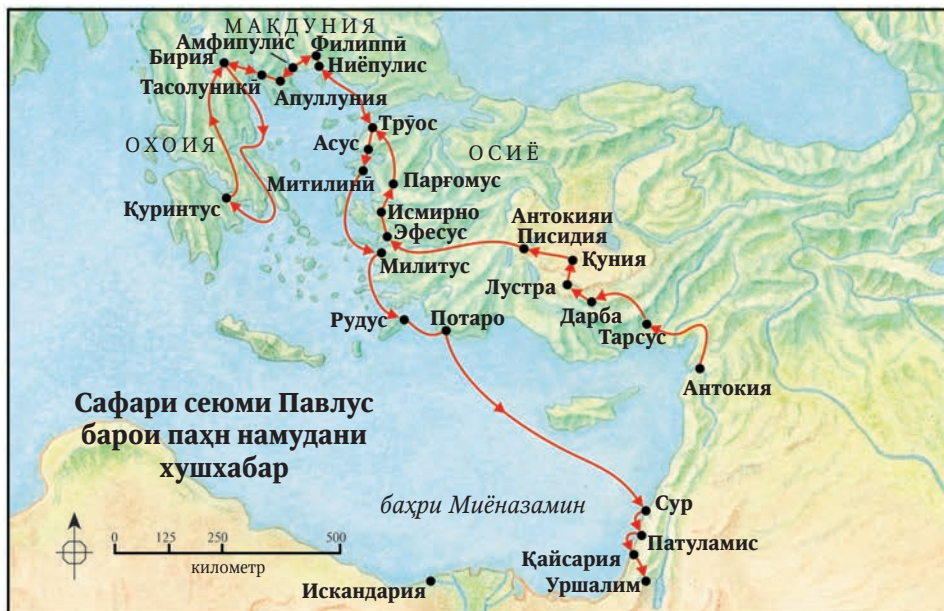 МАҚДУНИЯ
Амфипулис
Филиппӣ
Бирия
Ниёпулис
Тасолуникӣ
Апуллуния
Трӯос
ОХОИЯ
Асус
ОСИЁ
Митилинӣ
Парғомус
Қуринтус
Исмирно
Антокияи
Писидия
Эфесус
Қуния
Милитус
Лустра
Дарба
Рудус
Потаро
Тарсус
Антокия
Сафари сеюми Павлус
барои паҳн намудани
хушхабар
баҳри Миёназамин
Сур
Патуламис
0 125 250 500
километр
Қайсария
Искандария
Уршалим